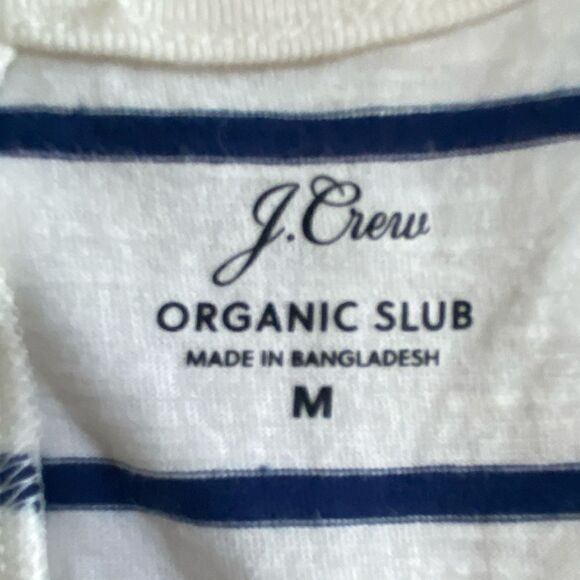 J.Crew
ORGANIC SLUB
MADE IN BANGLADESH
M